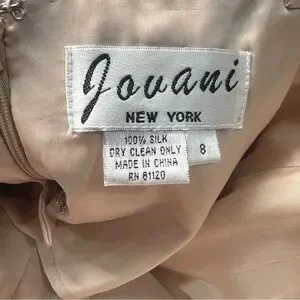 Jovani
NEW YORK
100% SILK
DRY CLEAN ONLY
MADE IN CHINA
RN 81120
8